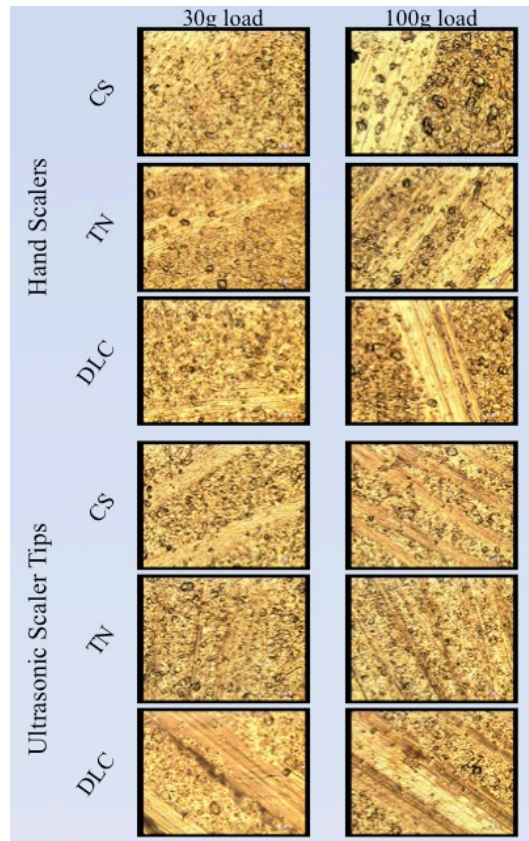 30g load 100g load
Hand Scalers
CS
TN
DLC
Ultrasonic Scaler Tips
CS
TN
DLC